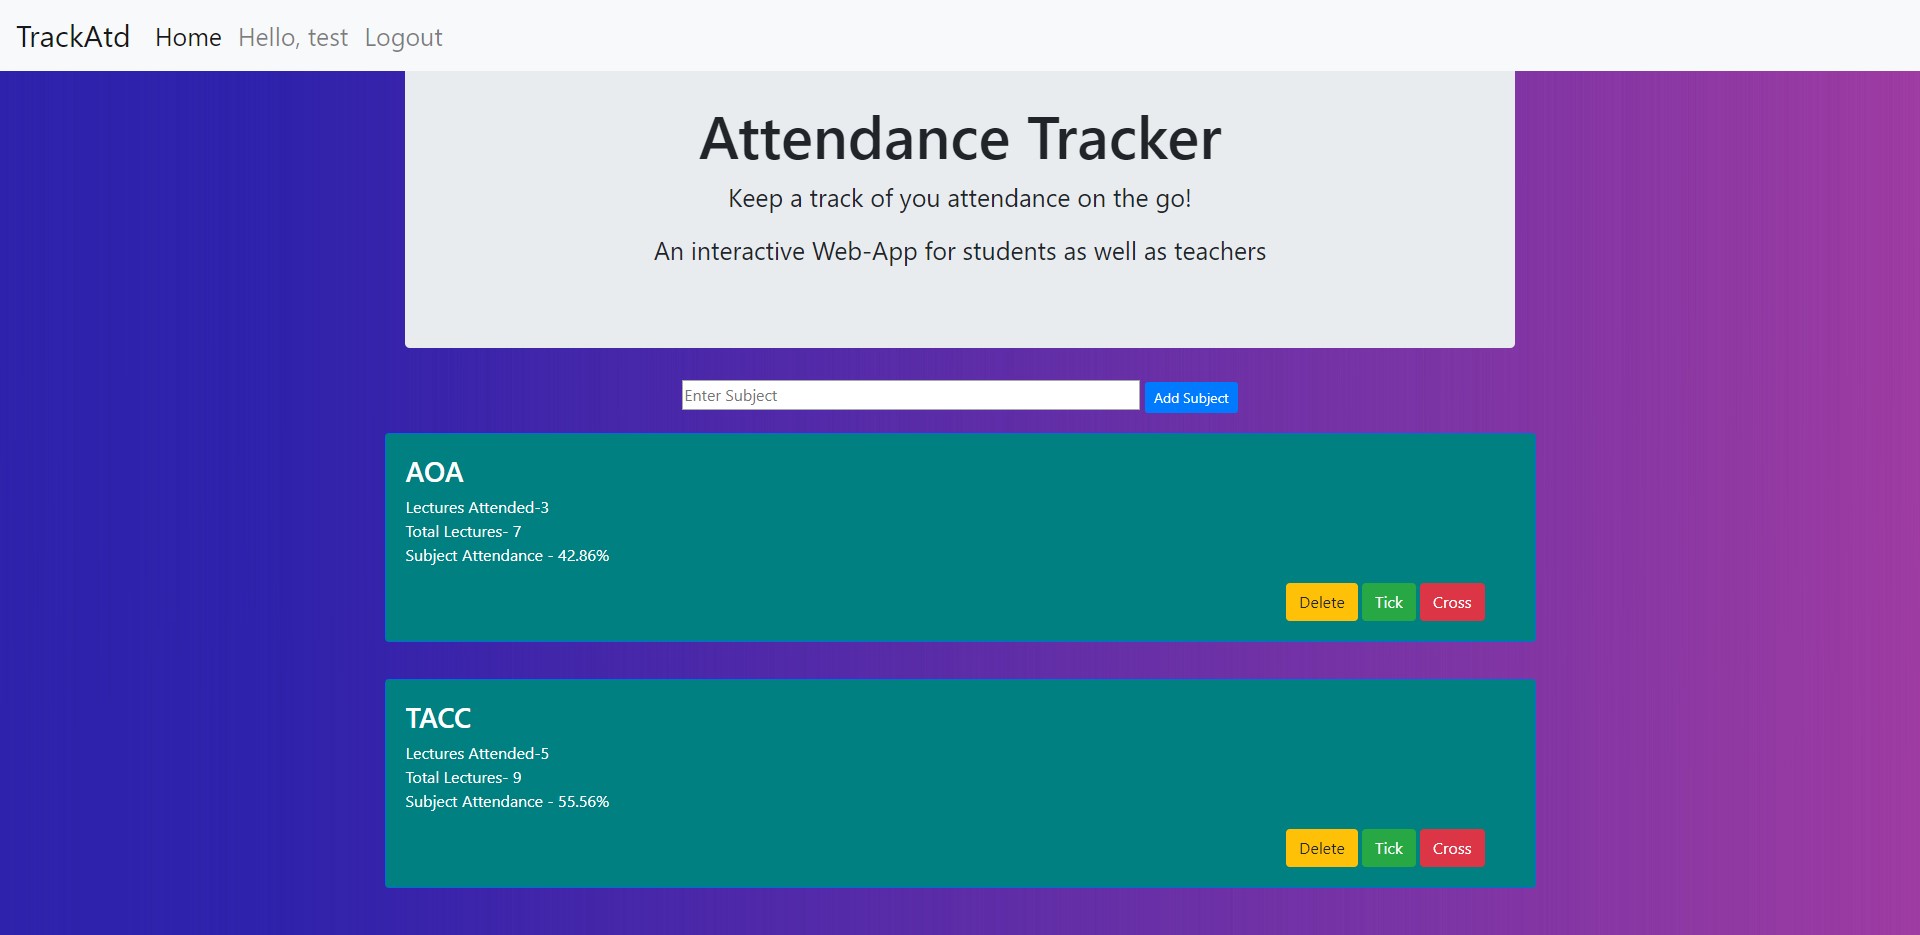 TrackAtd Home Hello, test Logout
Attendance Tracker
Keep a track of you attendance on the go!
An interactive Web-App for students as well as teachers
Enter Subject Add Subject
AOA
Lectures Attended-3
Total Lectures- 7
Subject Attendance - 42.86%
Delete Tick Cross
TACC
Lectures Attended-5
Total Lectures- 9
Subject Attendance - 55.56%
Delete Tick Cross